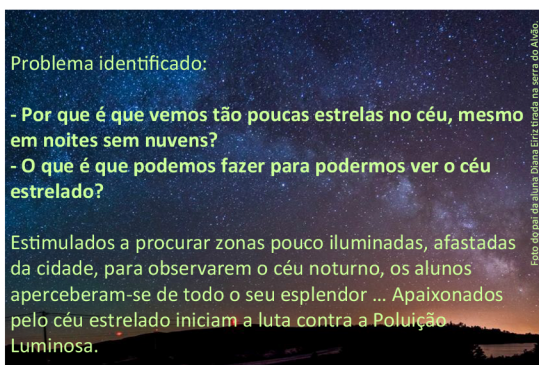 Problema identificado:
- Por que é que vemos tão poucas estrelas no céu, mesmo
em noites sem nuvens?
- O que é que podemos fazer para podermos ver o céu
estrelado?
Estimulados a procurar zonas pouco iluminadas, afastadas
da cidade, para observarem o céu noturno, os alunos
aperceberam-se de todo o seu esplendor ... Apaixonados
pelo céu estrelado iniciam a luta contra a Poluição
Luminosa.
Foto do pai da aluna Diana Eiriz tirada na serra do Alvão.